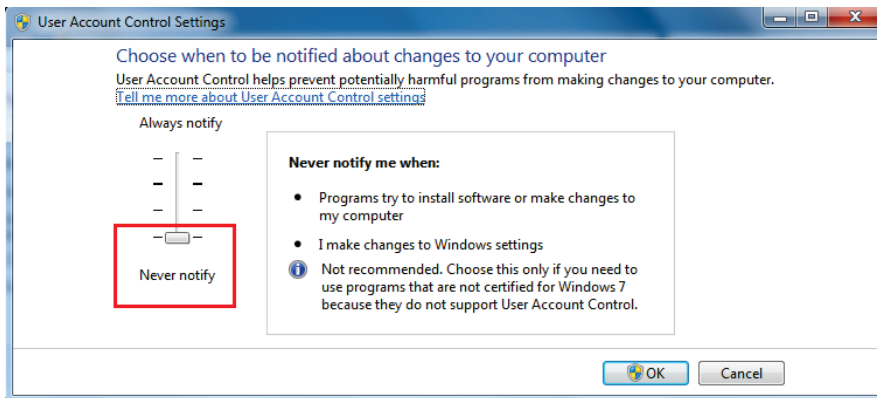 User Account Control Settings
Choose when to be notified about changes to your computer
User Account Control helps prevent potentially harmful programs from making changes to your computer.
Tell me more about User Account Control settings
Always notify
Never notify me when:
Programs try to install software or make changes to
my computer
I make changes to Windows settings
Never notify
Not recommended. Choose this only if you need to
use programs that are not certified for Windows 7
because they do not support User Account Control.
OK
Cancel